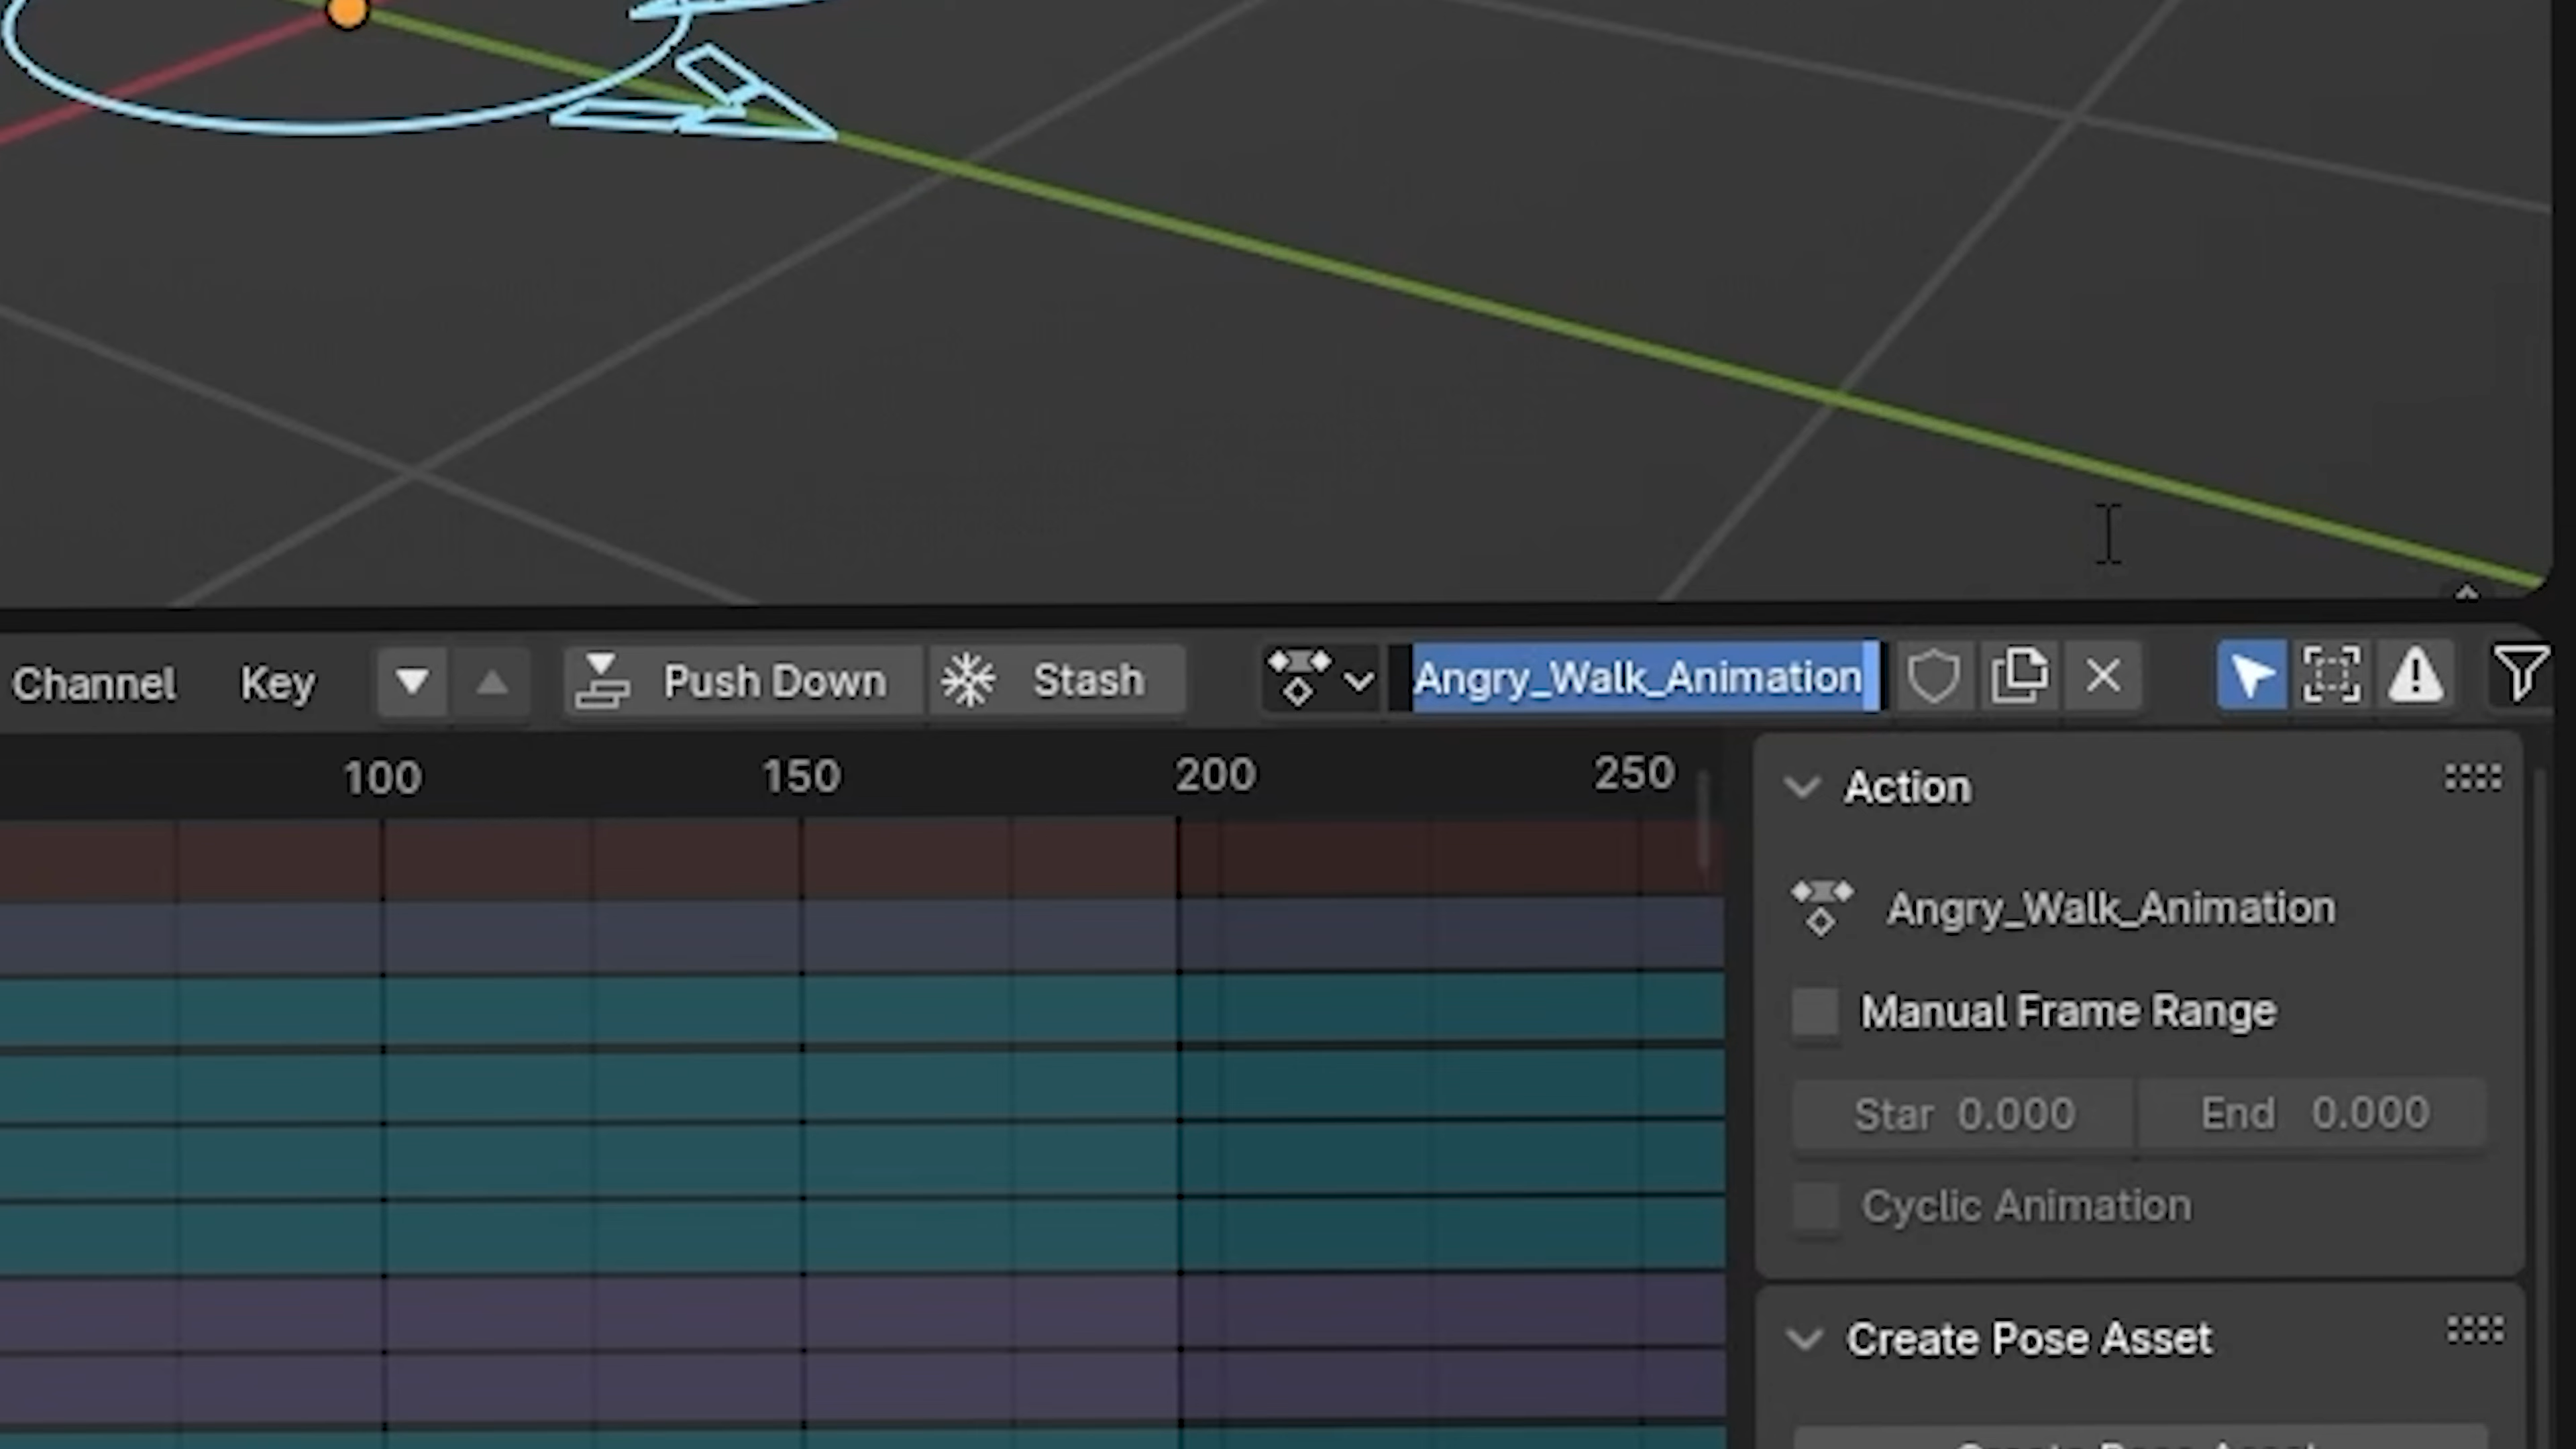 Channel Key Push Down Stash Angry_Walk_Animation
100 150 200 250
Action
Angry_Walk_Animation
Manual Frame Range
Star 0.000 End 0.000
Cyclic Animation
Create Pose Asset